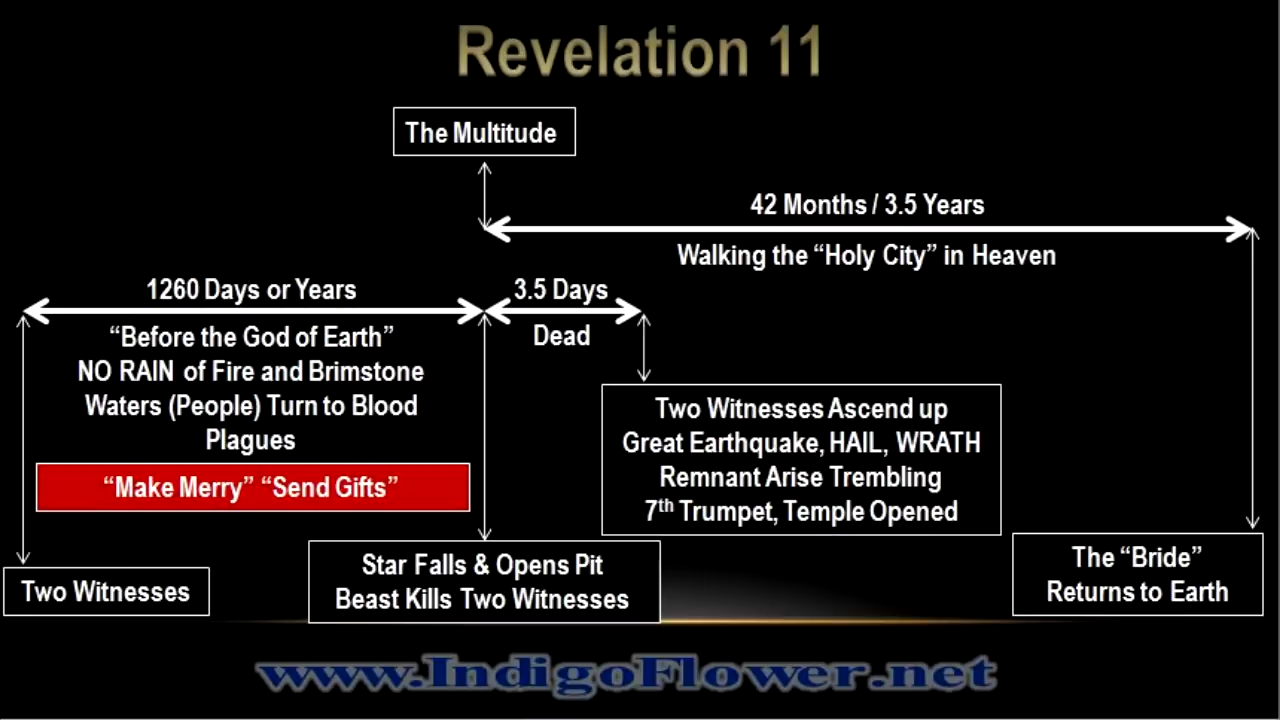 Revelation 11
The Multitude
42 Months / 3.5 Years
Walking the “Holy City” in Heaven
1260 Days or Years
“Before the God of Earth”
NO RAIN of Fire and Brimstone
Waters (People) Turn to Blood
Plagues
“Make Merry” “Send Gifts”
3.5 Days
Dead
Two Witnesses Ascend up
Great Earthquake, HAIL, WRATH
Remnant Arise Trembling
7th Trumpet, Temple Opened
Two Witnesses
Star Falls & Opens Pit
Beast Kills Two Witnesses
The “Bride”
Returns to Earth
www.IndigoFlower.net